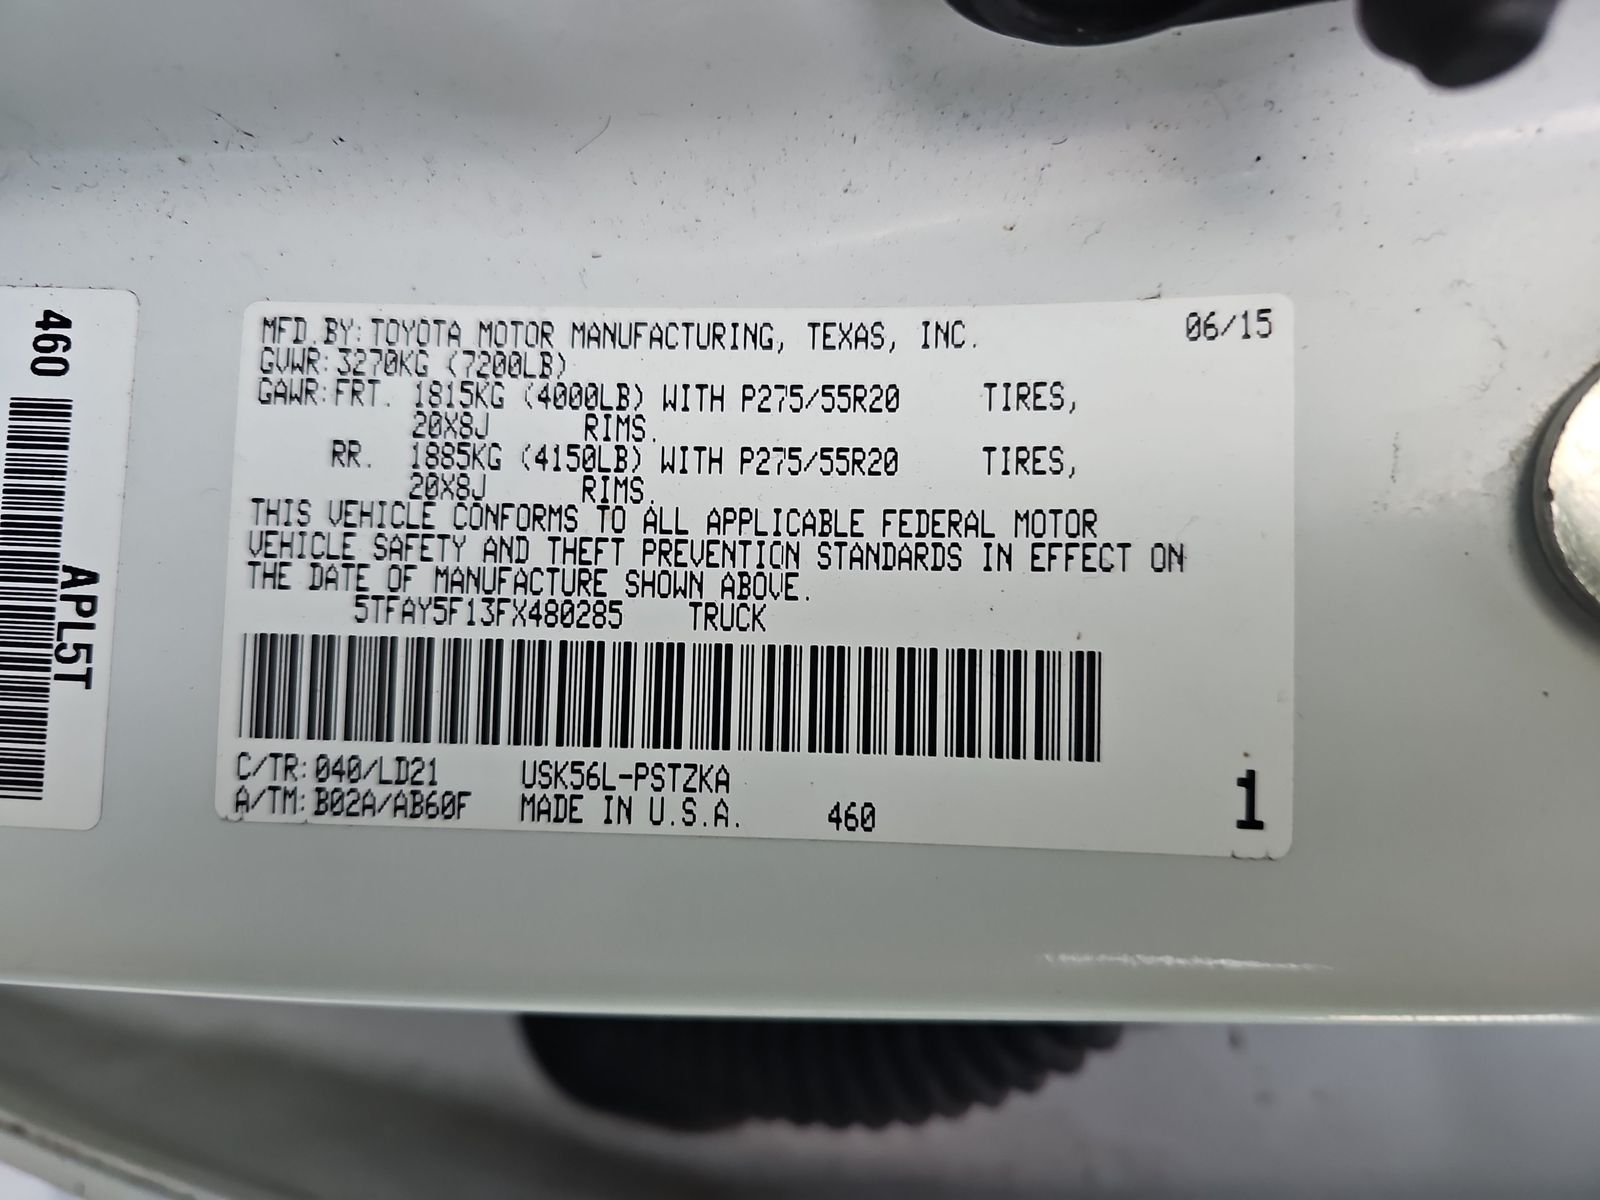 460
APL5T
MFD.BY:TOYOTA MOTOR MANUFACTURING, TEXAS, INC. 06/15
GVWR:3270KG (7200LB)
GAWR:FRT. 1815KG (4000LB) WITH P275/55R20 TIRES,
20X8J RIMS.
RR. 1885KG (4150LB) WITH P275/55R20 TIRES,
20X8J RIMS.
THIS VEHICLE CONFORMS TO ALL APPLICABLE FEDERAL MOTOR
VEHICLE SAFETY AND THEFT PREVENTION STANDARDS IN EFFECT ON
THE DATE OF MANUFACTURE SHOWN ABOVE.
5TFAY5F13FX480285 TRUCK
C/TR:040/LD21 USK56L-PSTZKA
A/TM:B02A/AB60F MADE IN U.S.A. 460 1